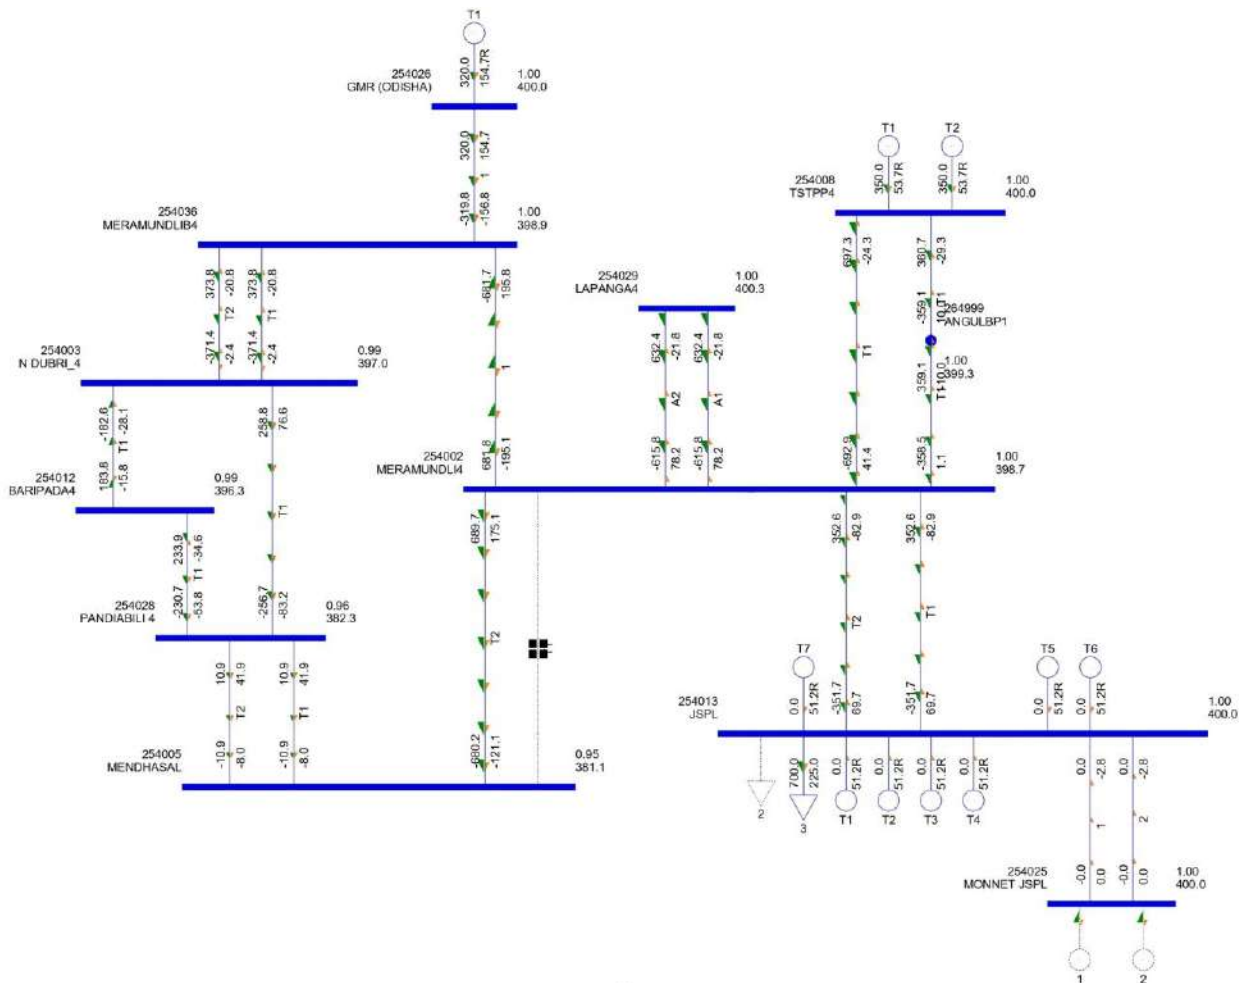 T1
320.0
154.7R
254026
GMR (ODISHA)
1.00
400.0
320.0
154.7
1
-319.8
-156.8
254036
MERAMUNDLIB4
1.00
398.9
373.8
-20.8
T2
-371.4
-2.4
373.8
-20.8
T1
-371.4
-2.4
-681.7
195.8
1
681.8
-195.1
254029
LAPANGA4
1.00
400.3
632.4
-21.8
A2
-615.8
78.2
632.4
-21.8
A1
-615.8
78.2
T1
T2
350.0
53.7R
350.0
53.7R
254008
TSTPP4
1.00
400.0
697.3
-24.3
T1
-692.9
41.4
360.7
-29.3
T1
-359.1
10.0
264999
ANGULBP1
1.00
399.3
359.1
-10.0
T1
-358.5
1.1
254003
N DUBRI_4
0.99
397.0
-182.6
-28.1
T1
183.8
-15.8
258.8
76.6
T1
-256.7
-83.2
254012
BARIPADA4
0.99
396.3
233.9
-34.6
T1
-230.7
-53.8
254028
PANDIABILI 4
0.96
382.3
10.9
41.9
T2
-10.9
-8.0
10.9
41.9
T1
-10.9
-8.0
254005
MENDHASAL
0.95
381.1
254002
MERAMUNDLI4
1.00
398.7
689.7
175.1
T2
-680.2
-121.1
352.6
-82.9
T2
-351.7
69.7
352.6
-82.9
T1
-351.7
69.7
T7
0.0
51.2R
T5
T6
0.0
51.2R
0.0
51.2R
254013
JSPL
1.00
400.0
2
700.0
225.0
3
0.0
51.2R
T1
0.0
51.2R
T2
0.0
51.2R
T3
0.0
51.2R
T4
0.0
-2.8
1
-0.0
0.0
0.0
-2.8
2
-0.0
0.0
254025
MONNET JSPL
1.00
400.0
1
2